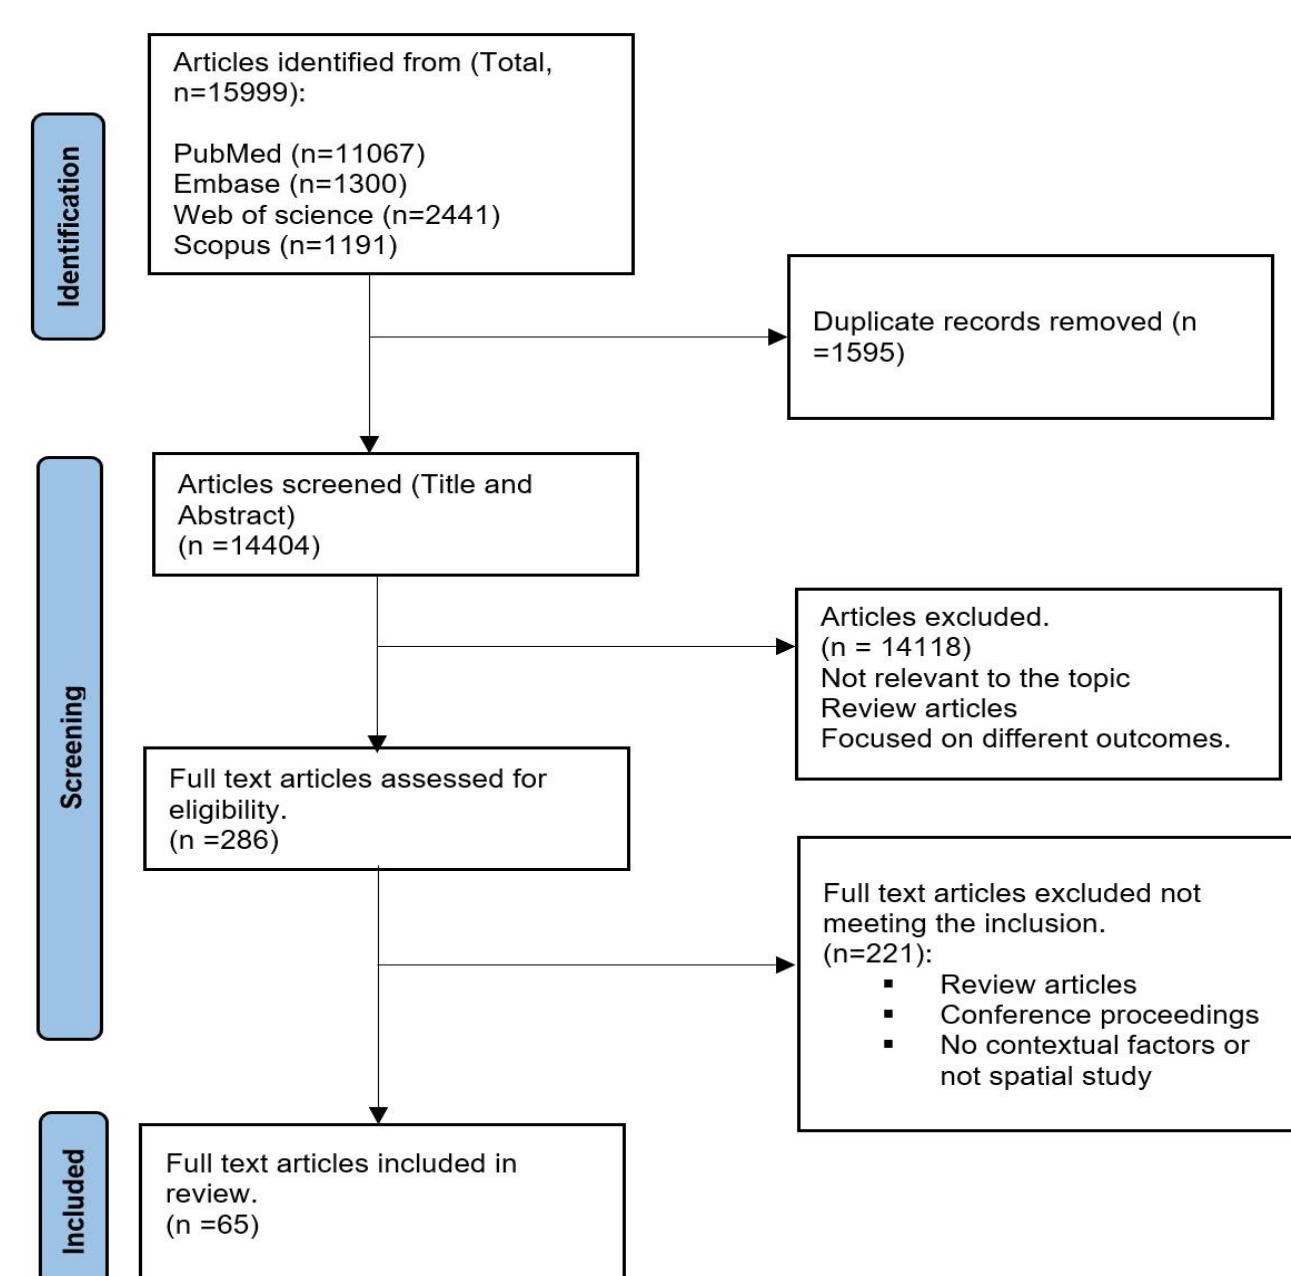 Identification
Articles identified from (Total,
n=15999):
PubMed (n=11067)
Embase (n=1300)
Web of science (n=2441)
Scopus (n=1191)
Duplicate records removed (n
=1595)
Screening
Articles screened (Title and
Abstract)
(n =14404)
Articles excluded.
(n = 14118)
Not relevant to the topic
Review articles
Focused on different outcomes.
Full text articles assessed for
eligibility.
(n =286)
Full text articles excluded not
meeting the inclusion.
(n=221):
▪ Review articles
▪ Conference proceedings
▪ No contextual factors or
not spatial study
Included
Full text articles included in
review.
(n =65)